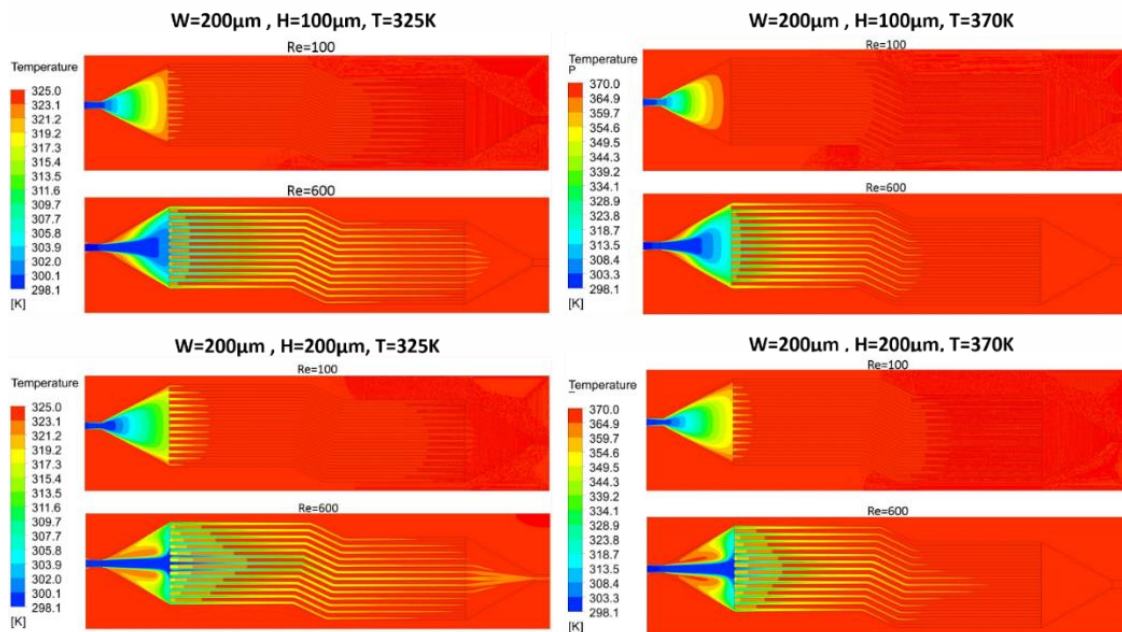 W=200μm , H=100μm, T=325K
Re=100
Temperature
325.0
323.1
321.2
319.2
317.3
315.4
313.5
311.6
309.7
307.7
305.8
303.9
302.0
300.1
298.1
[K]
Re=600
W=200μm , H=100μm, T=370K
Re=100
Temperature
P
370.0
364.9
359.7
354.6
349.5
344.3
339.2
334.1
328.9
323.8
318.7
313.5
308.4
303.3
298.1
[K]
Re=600
W=200μm , H=200μm, T=325K
Re=100
Temperature
325.0
323.1
321.2
319.2
317.3
315.4
313.5
311.6
309.7
307.7
305.8
303.9
302.0
300.1
298.1
[K]
Re=600
W=200μm . H=200μm. T=370K
Re=100
Temperature
370.0
364.9
359.7
354.6
349.5
344.3
339.2
334.1
328.9
323.8
318.7
313.5
308.4
303.3
298.1
[K]
Re=600